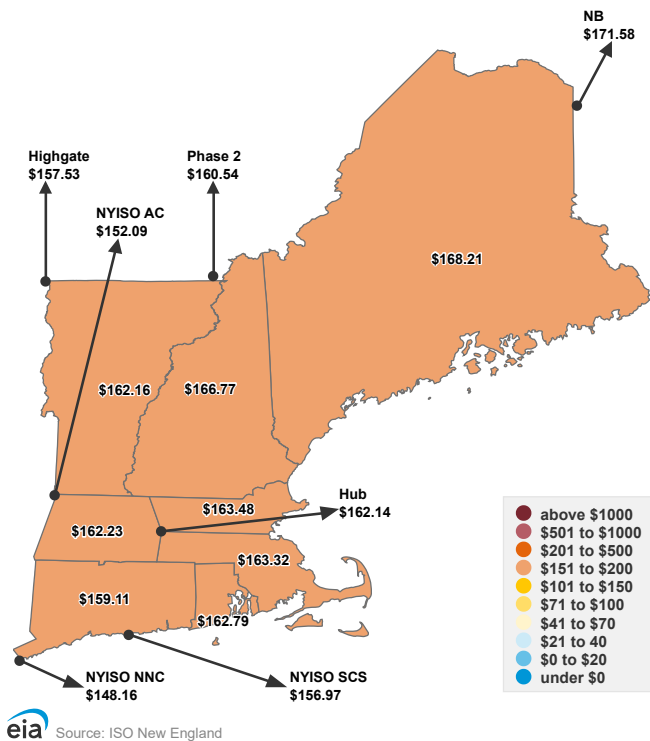 NB
$171.58
Highgate
$157.53
Phase 2
$160.54
NYISO AC
$152.09
$168.21
$162.16
$166.77
Hub
$162.14
$163.48
$162.23
$163.32
$159.11
$162.79
NYISO NNC
$148.16
NYISO SCS
$156.97
above $1000
$501 to $1000
$201 to $500
$151 to $200
$101 to $150
$71 to $100
$41 to $70
$21 to 40
$0 to $20
under $0
eia Source: ISO New England